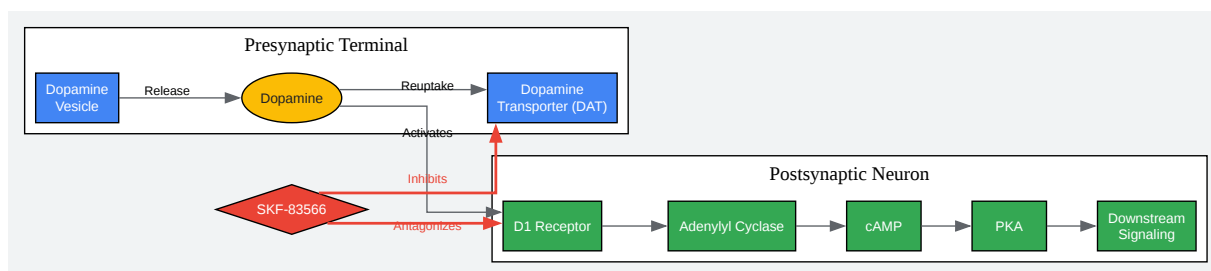 Presynaptic Terminal
Dopamine
Vesicle
Release
Dopamine
Reuptake
Dopamine
Transporter (DAT)
Activates
Inhibits
SKF-83566
Antagonizes
Postsynaptic Neuron
D1 Receptor
Adenylyl Cyclase
cAMP
PKA
Downstream
Signaling